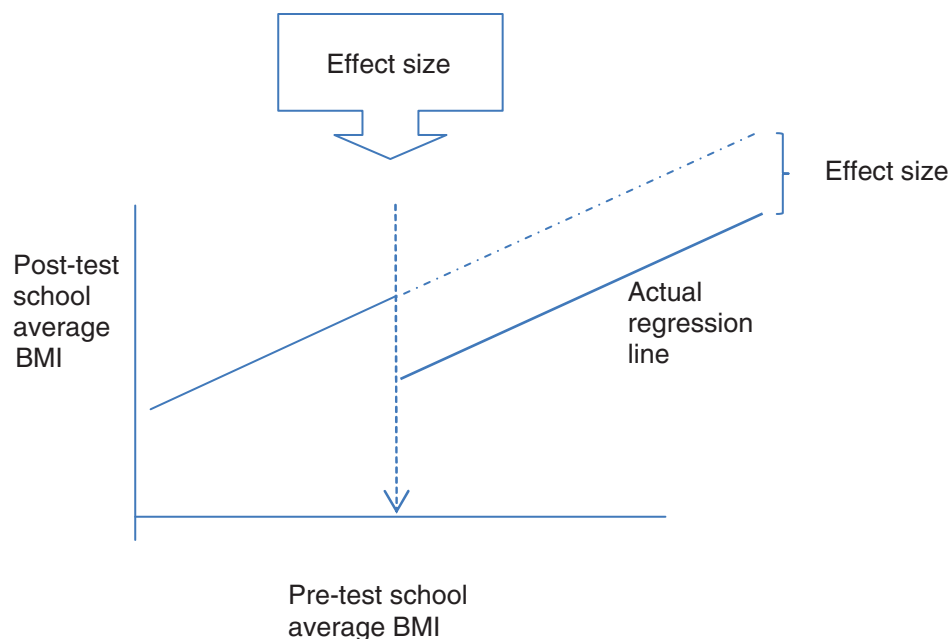 Effect size
Effect size
Post-test
school
average
BMI
Actual
regression
line
Pre-test school
average BMI